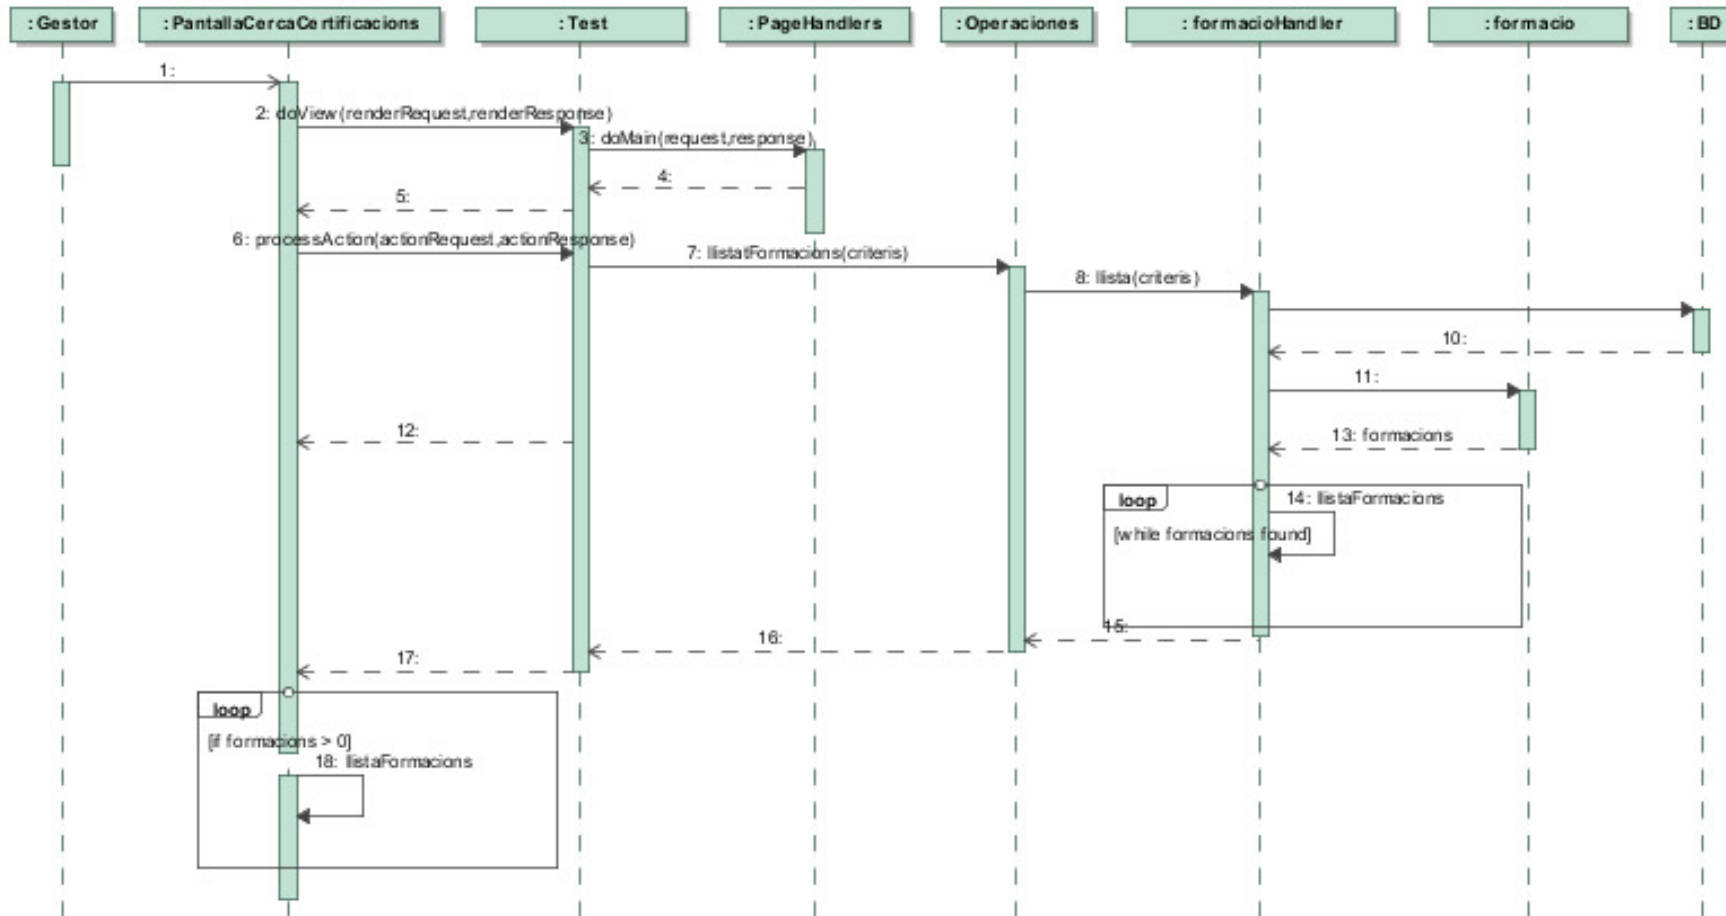 : Gestor
: PantallaCercaCertificacions
: Test
: PageHandlers
: Operaciones
: formacioHandler
: formacio
: BD
1:
2: doView(renderRequest,renderResponse)
3: doMain(request,response)
4:
5:
6: processAction(actionRequest,actionResponse)
7: llistatFormacions(criteris)
8: llista(criteris)
10:
11:
12:
13: formacions
loop
14: llistaFormacions
[while formacions found]
15:
16:
17:
loop
[if formacions > 0]
18: llistaFormacions